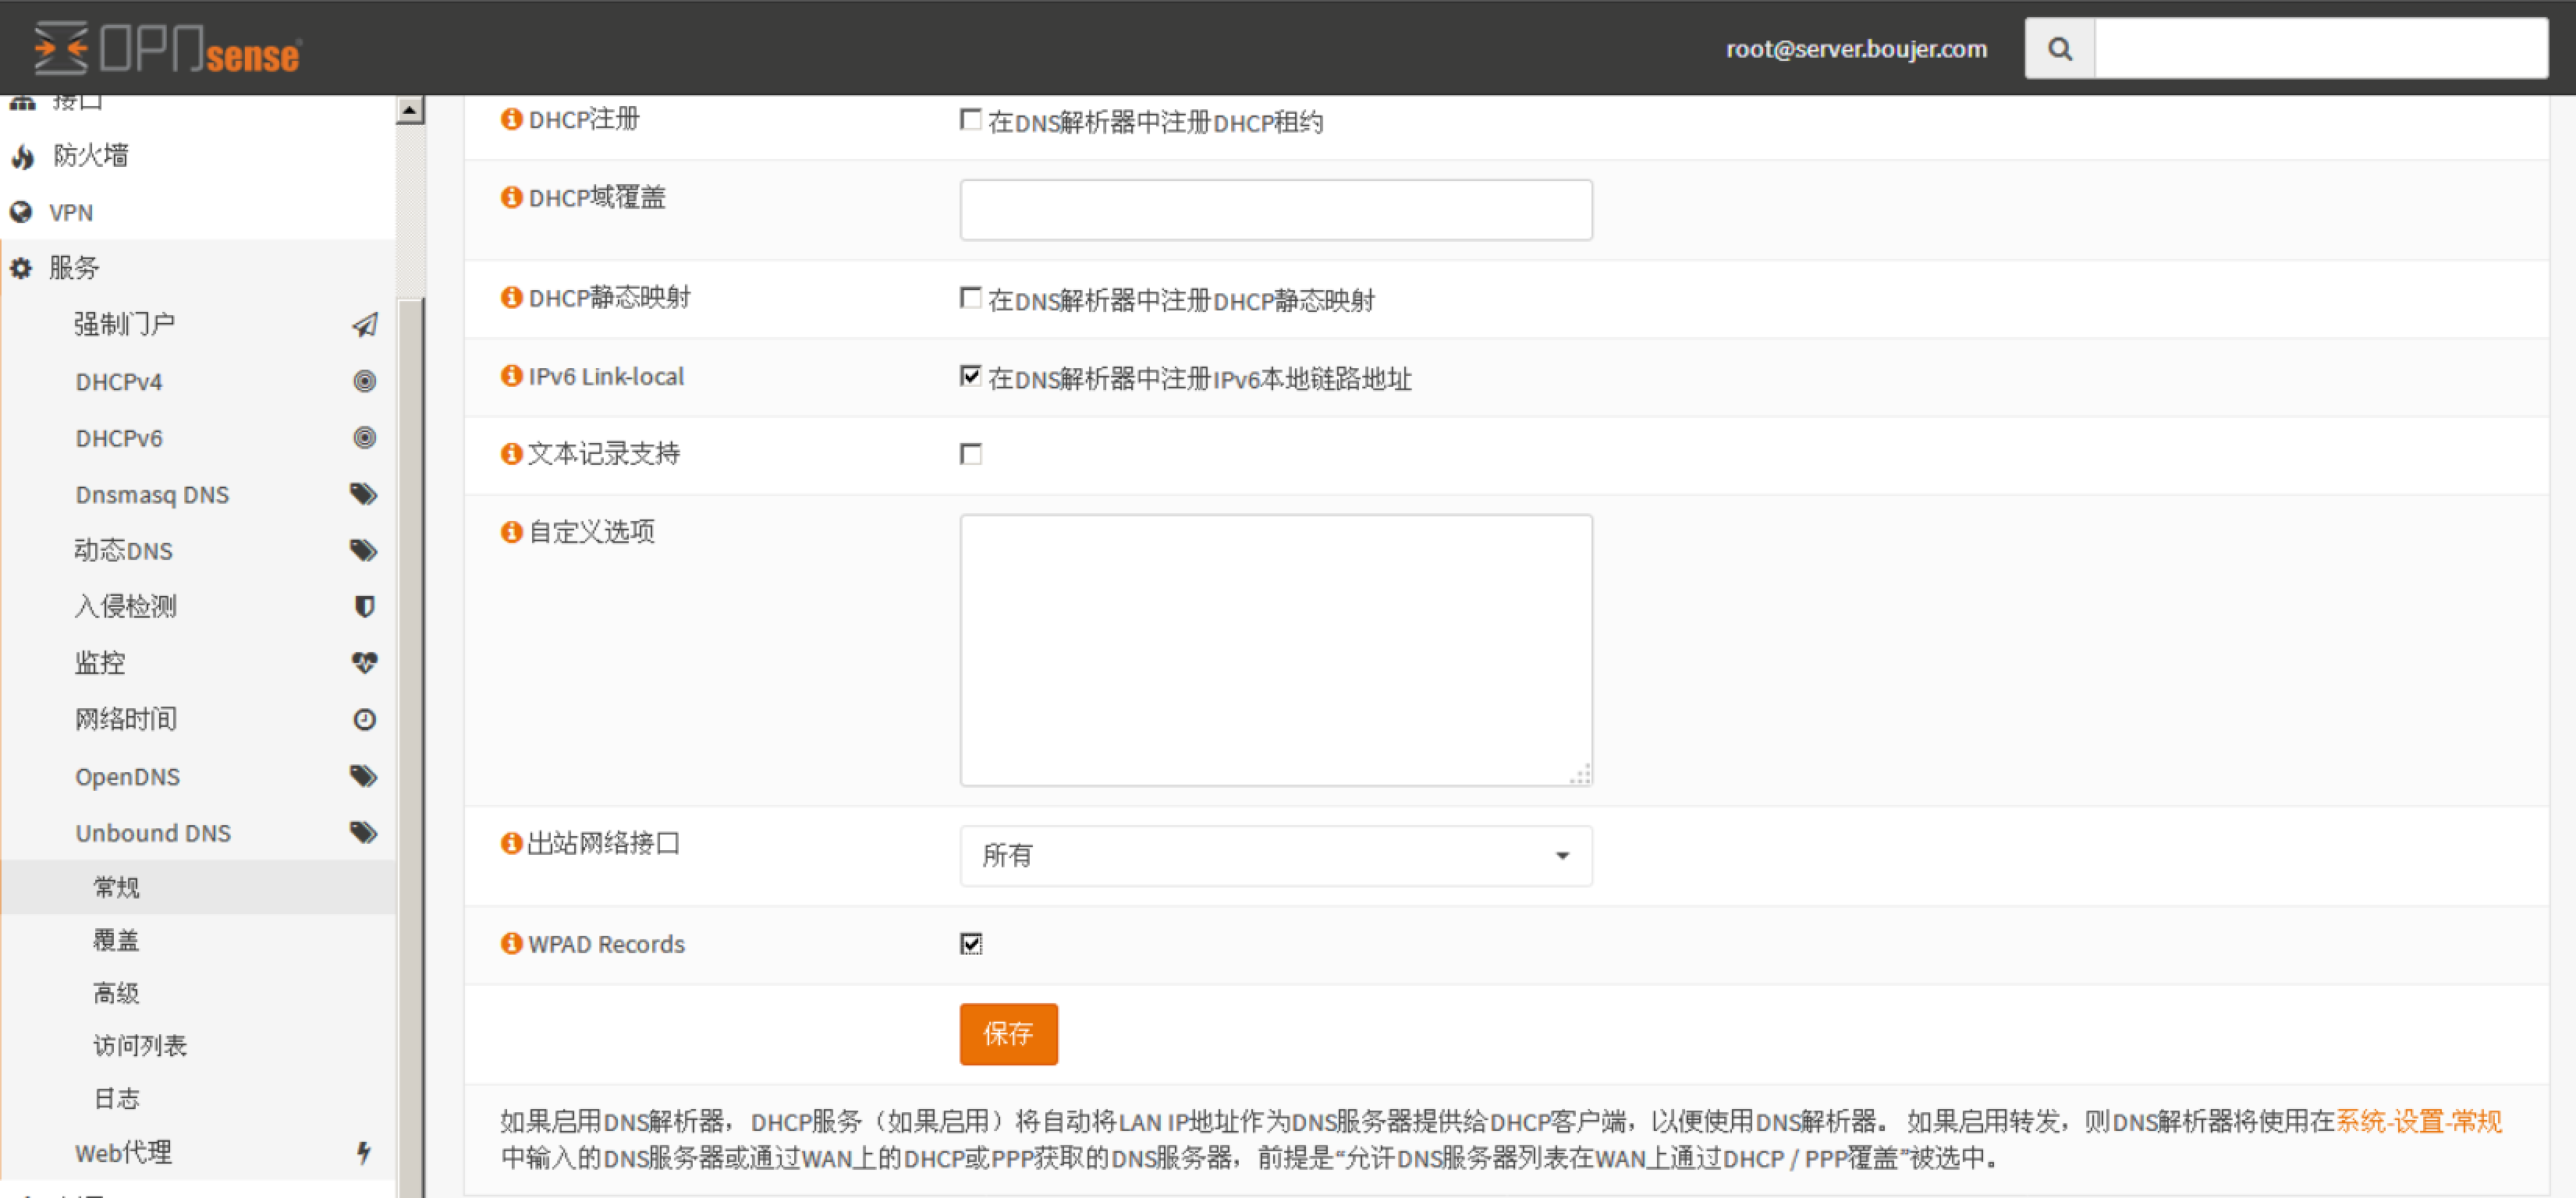 OPNsense
root@server.boujer.com
接口
防火墙
VPN
服务
强制门户
DHCPv4
DHCPv6
Dnsmasq DNS
动态DNS
入侵检测
监控
网络时间
OpenDNS
Unbound DNS
常规
覆盖
高级
访问列表
日志
Web代理
DHCP注册
在DNS解析器中注册DHCP租约
DHCP域覆盖
DHCP静态映射
在DNS解析器中注册DHCP静态映射
IPv6 Link-local
在DNS解析器中注册IPv6本地链路地址
文本记录支持
自定义选项
出站网络接口
所有
WPAD Records
保存
如果启用DNS解析器，DHCP服务（如果启用）将自动将LAN IP地址作为DNS服务器提供给DHCP客户端，以便使用DNS解析器。 如果启用转发，则DNS解析器将使用在系统-设置-常规
中输入的DNS服务器或通过WAN上的DHCP或PPP获取的DNS服务器，前提是“允许DNS服务器列表在WAN上通过DHCP / PPP覆盖”被选中。